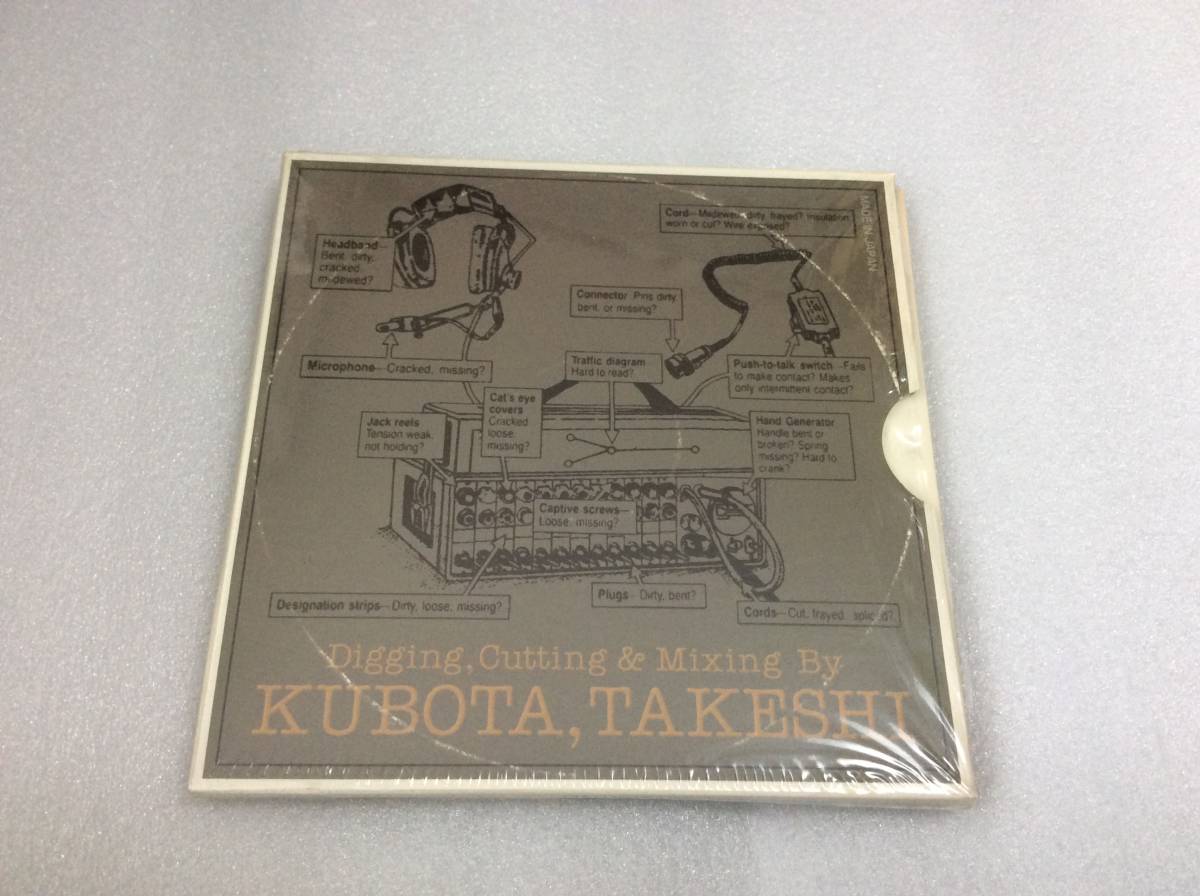 MADE IN JAPAN
Cord—Mildewed, dirty, frayed? Insulation
worn or cut? Wire exposed?
Headband—
Bent, dirty,
cracked,
mildewed?
Connector Pins dirty
bent, or missing?
Microphone—Cracked, missing?
Traffic diagram
Hard to read?
Push-to-talk switch—Fails
to make contact? Makes
only intermittent contact?
Cat's eye
covers
Cracked
loose,
missing?
Jack reels
Tension weak,
not holding?
Hand Generator
Handle bent or
broken? Spring
missing? Hard to
crank?
Captive screws—
Loose, missing?
Designation strips—Dirty, loose, missing?
Plugs—Dirty, bent?
Cords—Cut, frayed, spliced?
Digging, Cutting & Mixing By
KUBOTA, TAKESHI